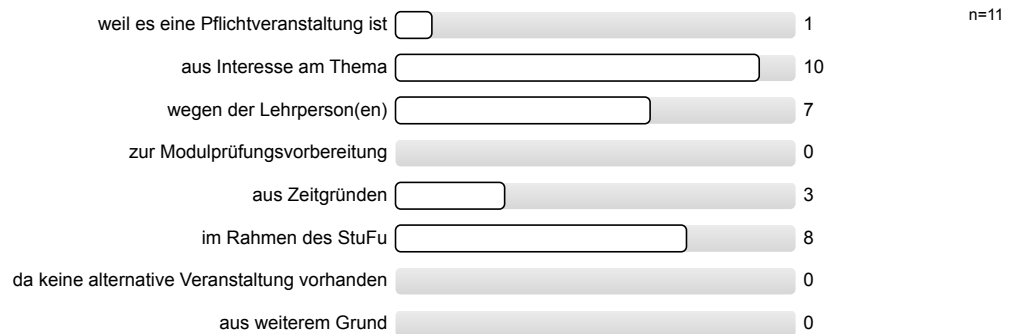 weil es eine Pflichtveranstaltung ist 1 n=11
aus Interesse am Thema 10
wegen der Lehrperson(en) 7
zur Modulprüfungsvorbereitung 0
aus Zeitgründen 3
im Rahmen des StuFu 8
da keine alternative Veranstaltung vorhanden 0
aus weiterem Grund 0